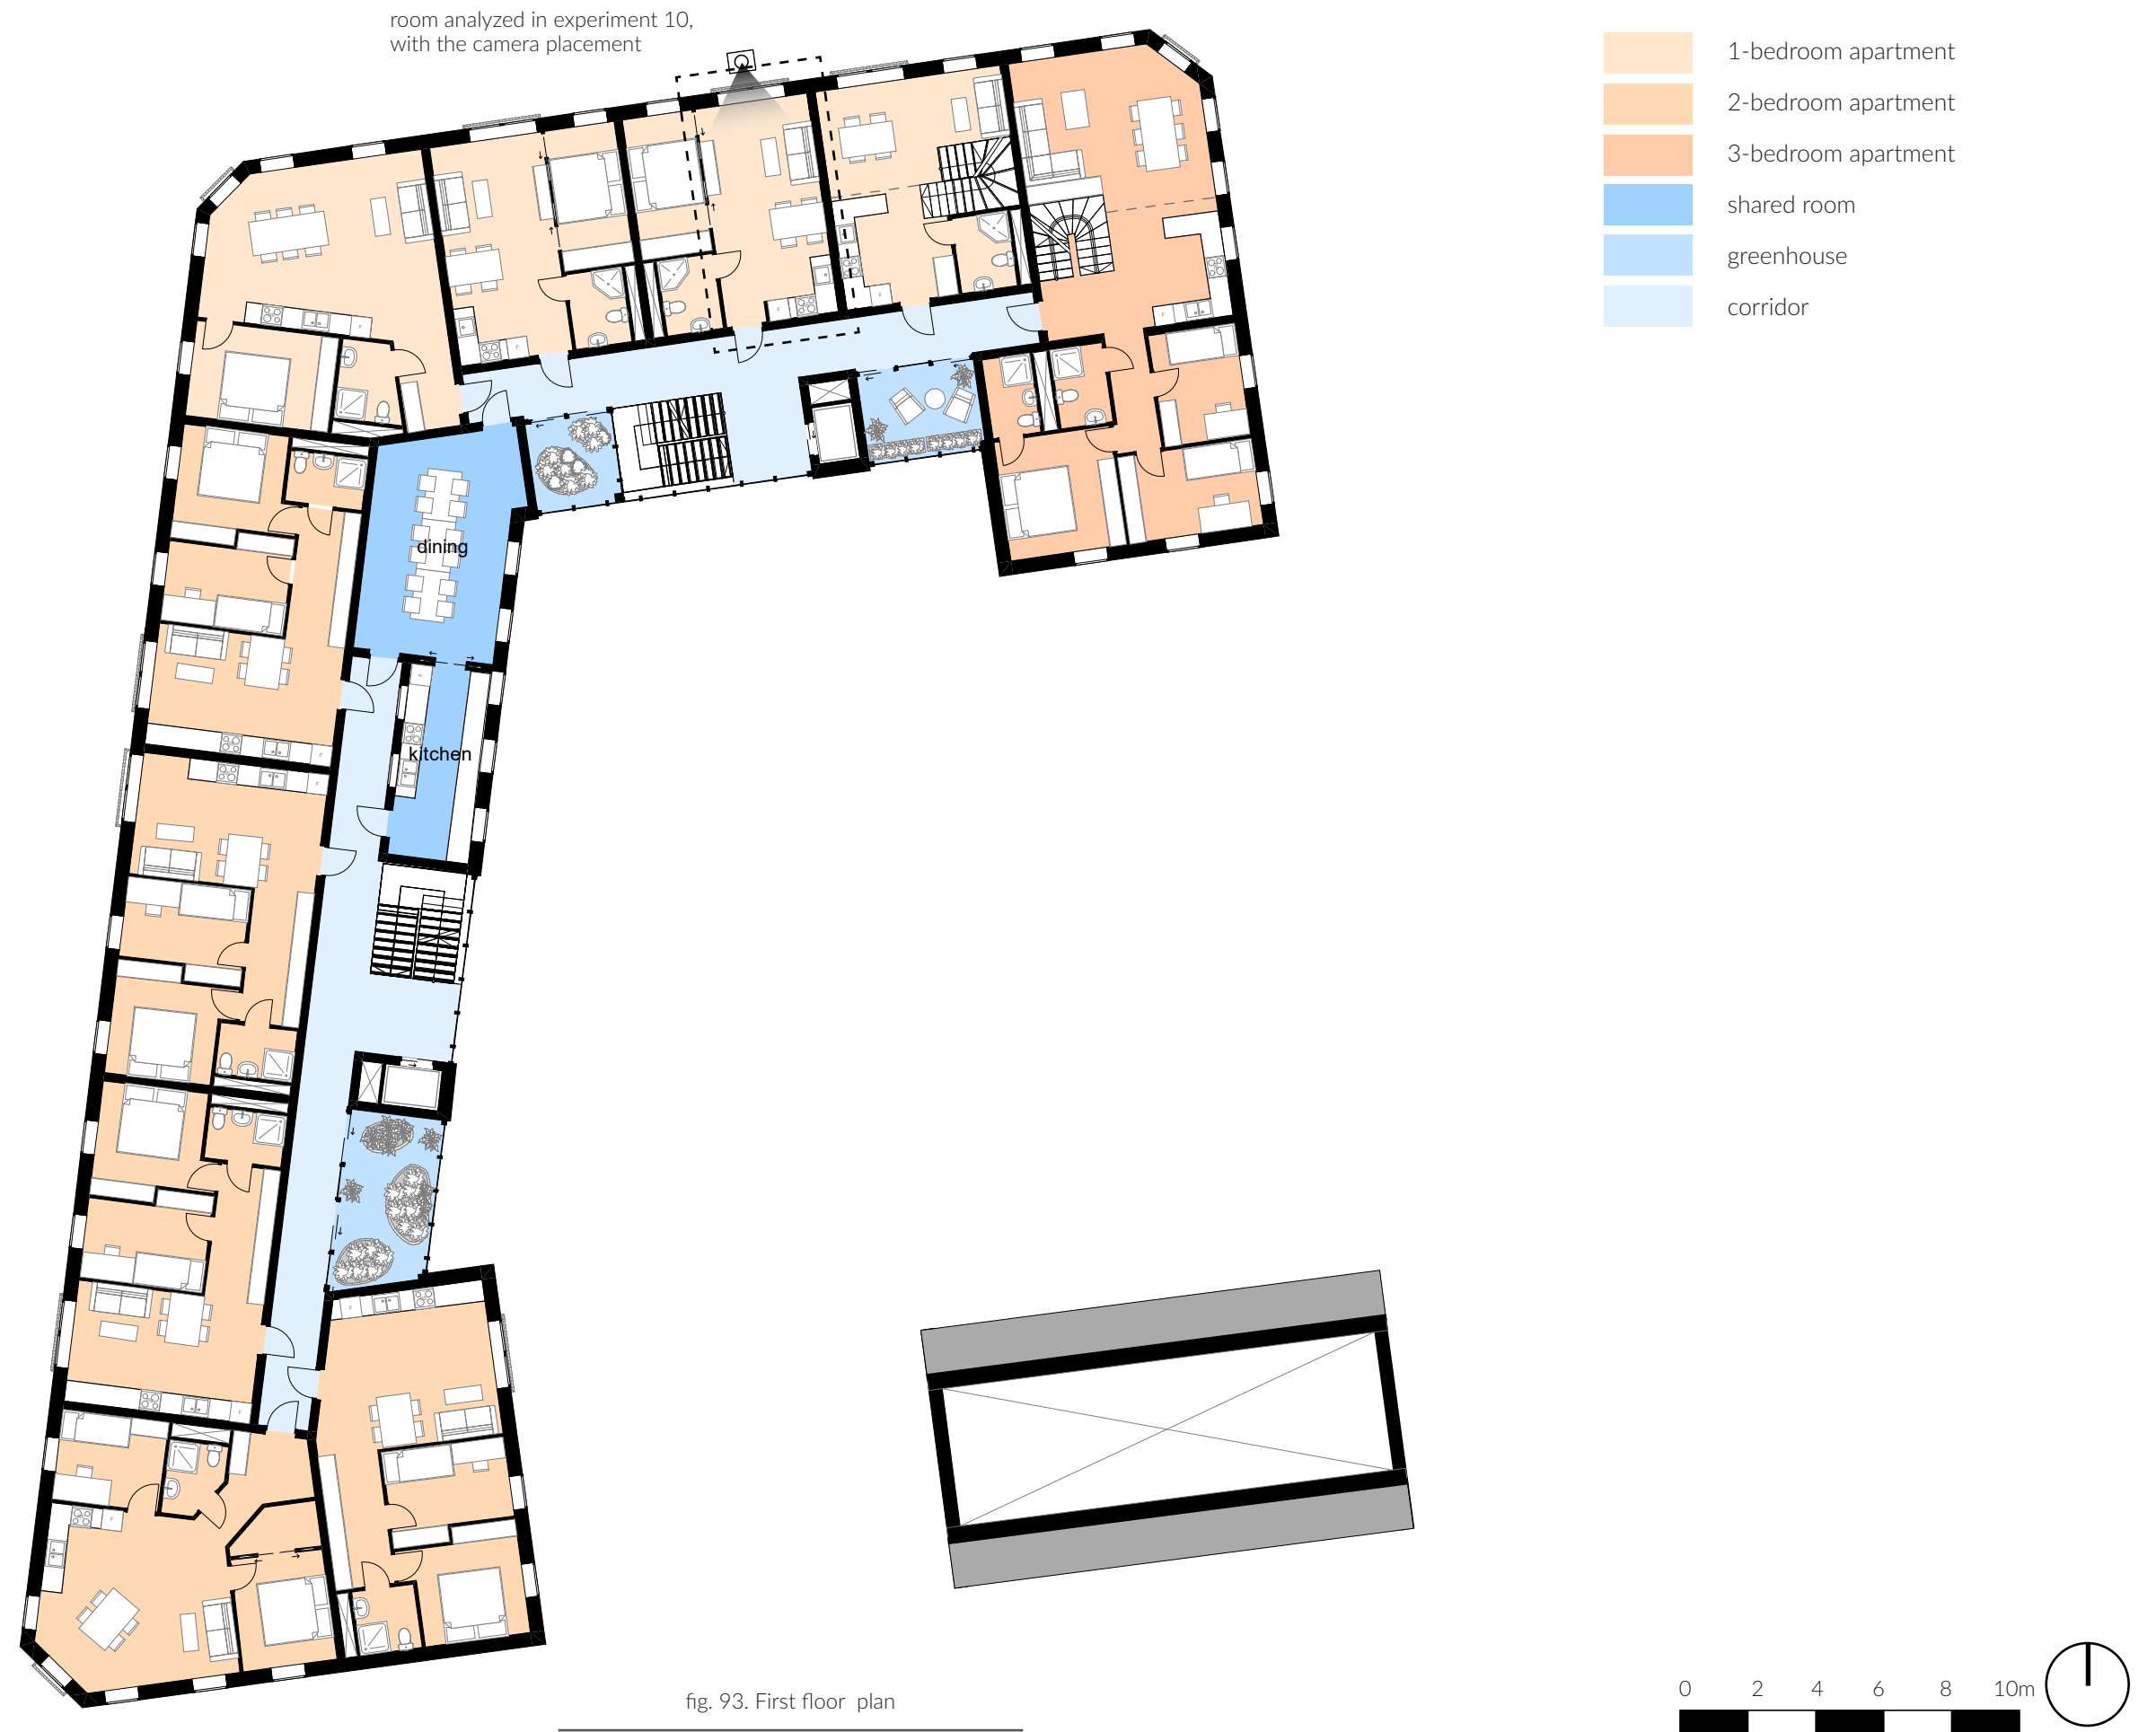 room analyzed in experiment 10,
with the camera placement
1-bedroom apartment
2-bedroom apartment
3-bedroom apartment
shared room
greenhouse
corridor
dining
kitchen
fig. 93. First floor plan
0 2 4 6 8 10m